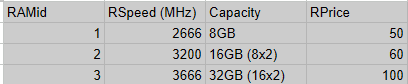 RAMid RSpeed (MHz) Capacity RPrice
1 2666 8GB 50
2 3200 16GB (8x2) 60
3 3666 32GB (16x2) 100